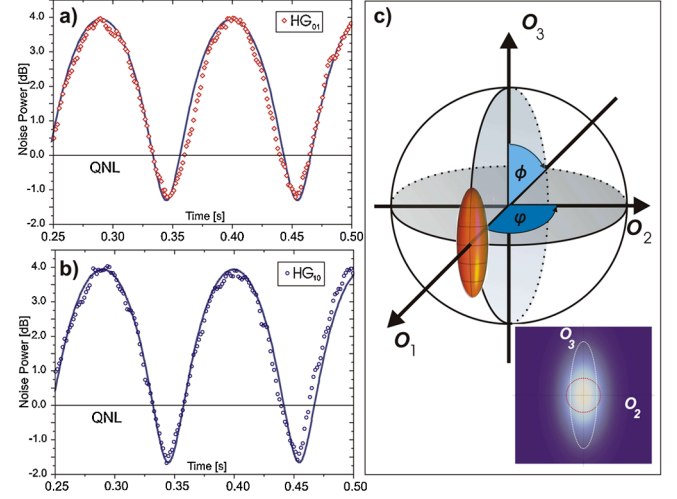 a)
HG01
4.0
3.0
2.0
1.0
0.0
-1.0
-2.0
Noise Power [dB]
QNL
Time [s]
0.25 0.30 0.35 0.40 0.45 0.50
b)
HG10
4.0
3.0
2.0
1.0
0.0
-1.0
-2.0
Noise Power [dB]
QNL
Time [s]
0.25 0.30 0.35 0.40 0.45 0.50
c)
O3
ϕ
φ
O2
O1
O3
O2